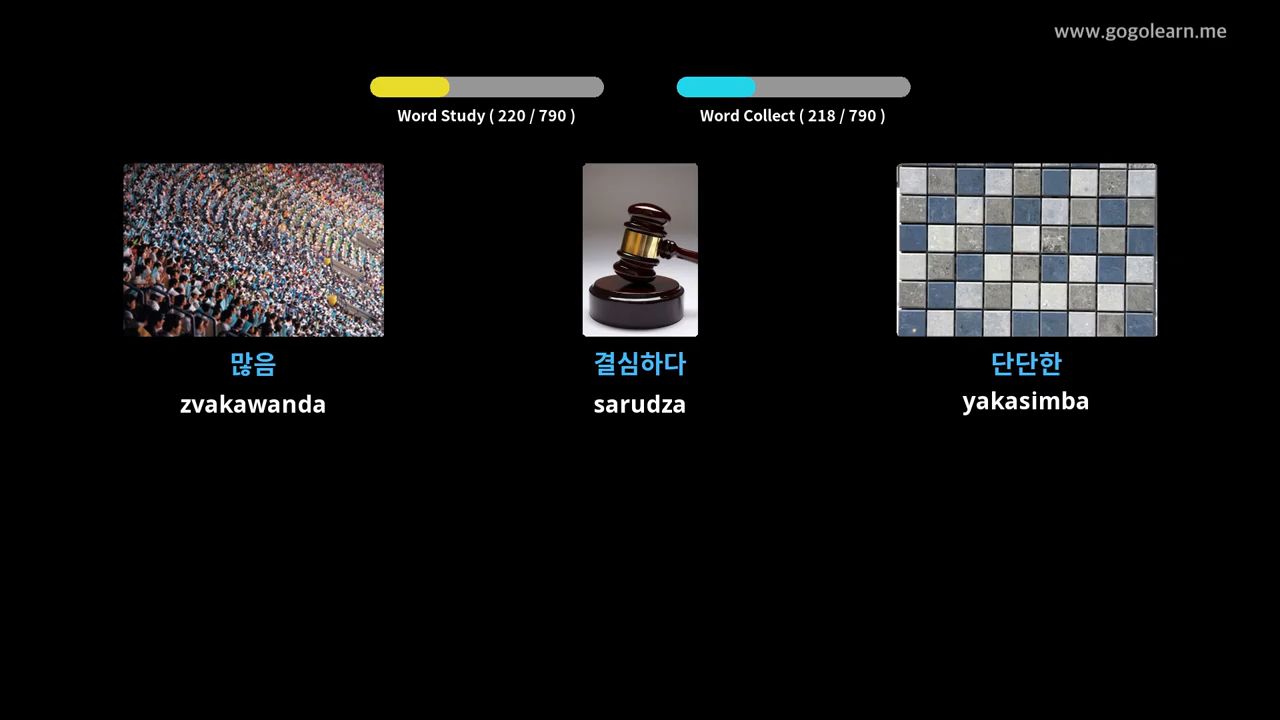 www.gogolearn.me
Word Study ( 220 / 790 )
Word Collect ( 218 / 790 )
많음
결심하다
단단한
zvakawanda
sarudza
yakasimba